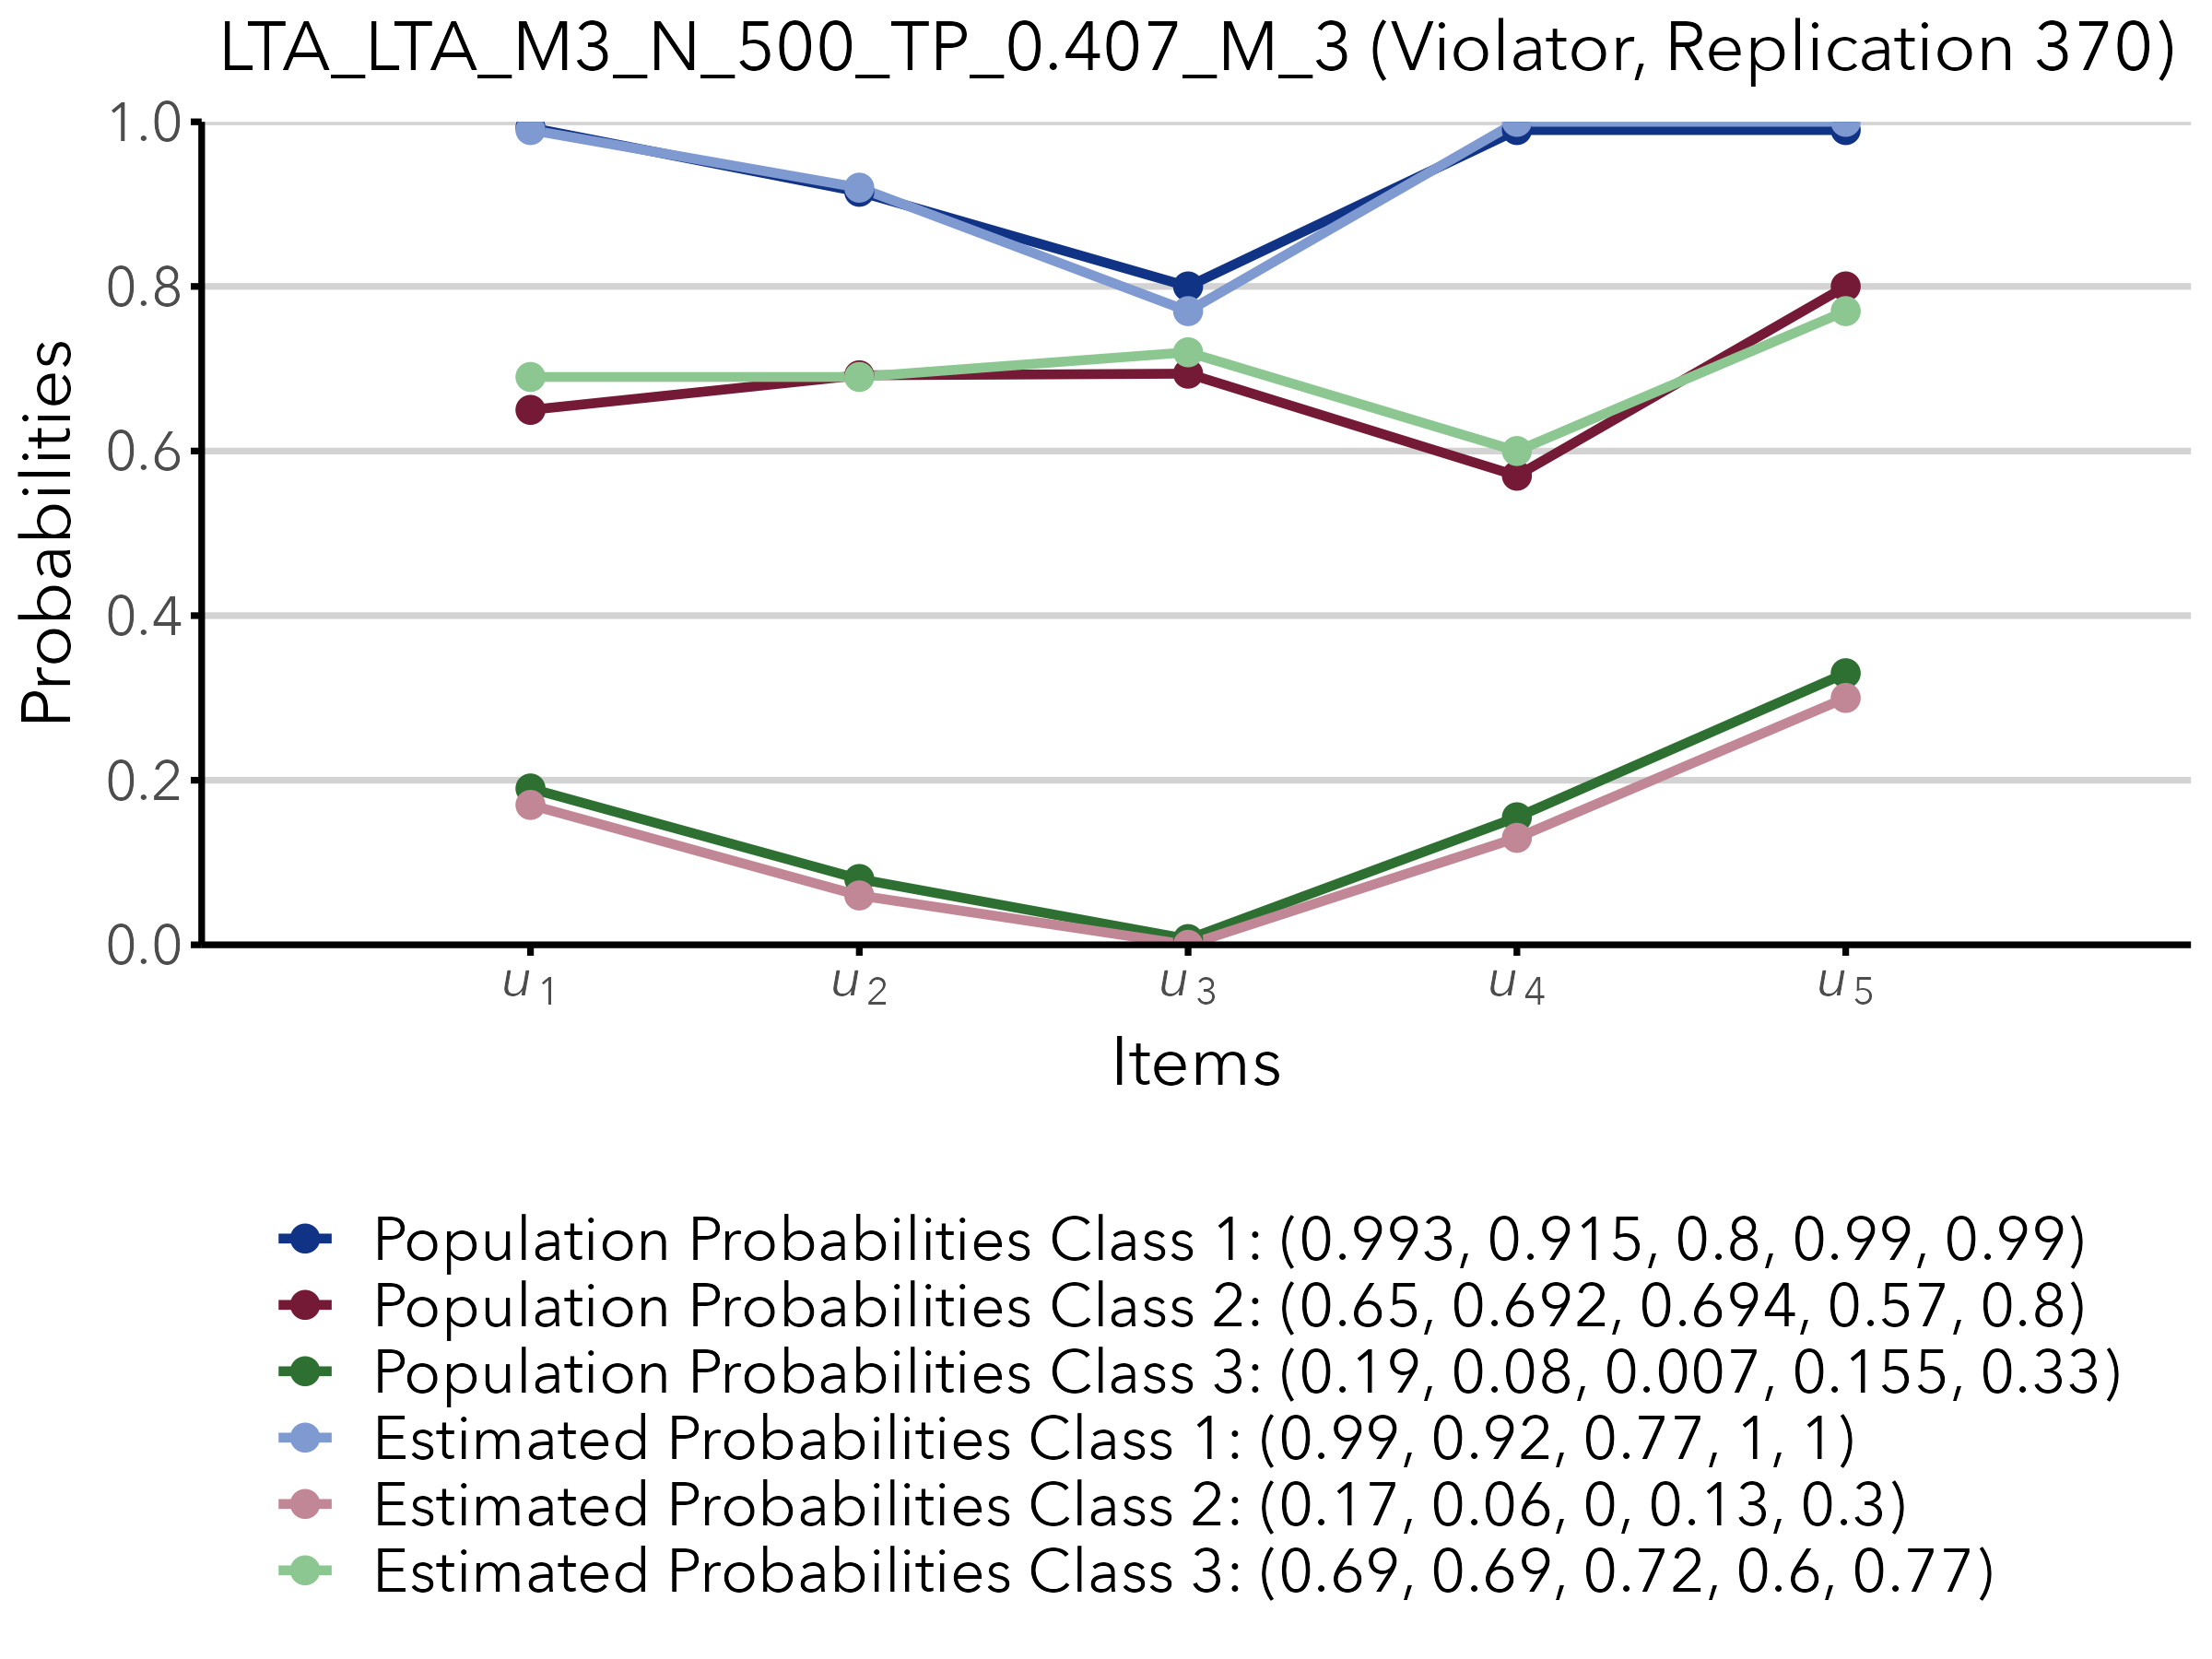 LTA_LTA_M3_N_500_TP_0.407_M_3 (Violator, Replication 370)
1.0
0.8
0.6
0.4
0.2
0.0
Probabilities
u1 u2 u3 u4 u5
Items
Population Probabilities Class 1: (0.993, 0.915, 0.8, 0.99, 0.99)
Population Probabilities Class 2: (0.65, 0.692, 0.694, 0.57, 0.8)
Population Probabilities Class 3: (0.19, 0.08, 0.007, 0.155, 0.33)
Estimated Probabilities Class 1: (0.99, 0.92, 0.77, 1, 1)
Estimated Probabilities Class 2: (0.17, 0.06, 0, 0.13, 0.3)
Estimated Probabilities Class 3: (0.69, 0.69, 0.72, 0.6, 0.77)